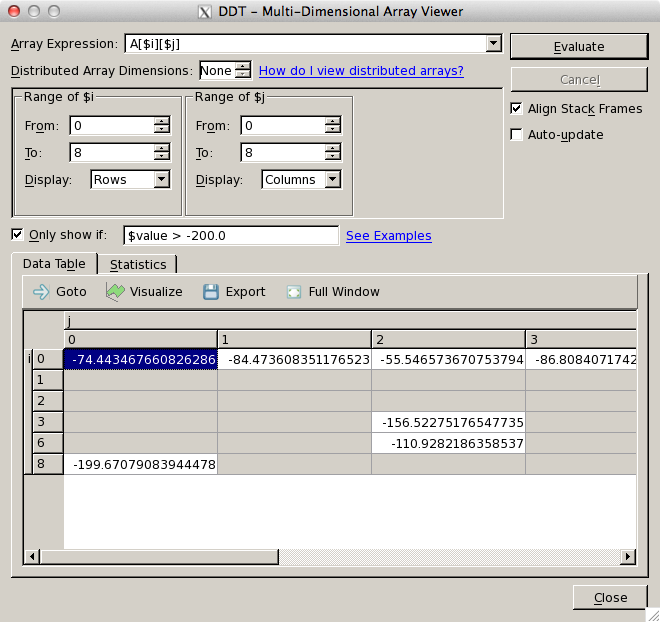 DDT - Multi-Dimensional Array Viewer
Array Expression: A[$i][$j] Evaluate
Distributed Array Dimensions: None How do I view distributed arrays? Cancel
Range of $i Range of $j Align Stack Frames
From: 0 From: 0 Auto-update
To: 8 To: 8
Display: Rows Display: Columns
Only show if: $value > -200.0 See Examples
Data Table Statistics
Goto Visualize Export Full Window
j
0 1 2 3
i 0 -74.443467660826286 -84.473608351176523 -55.546573670753794 -86.8084071742
1
2
3 -156.52275176547735
6 -110.9282186358537
8 -199.67079083944478
Close